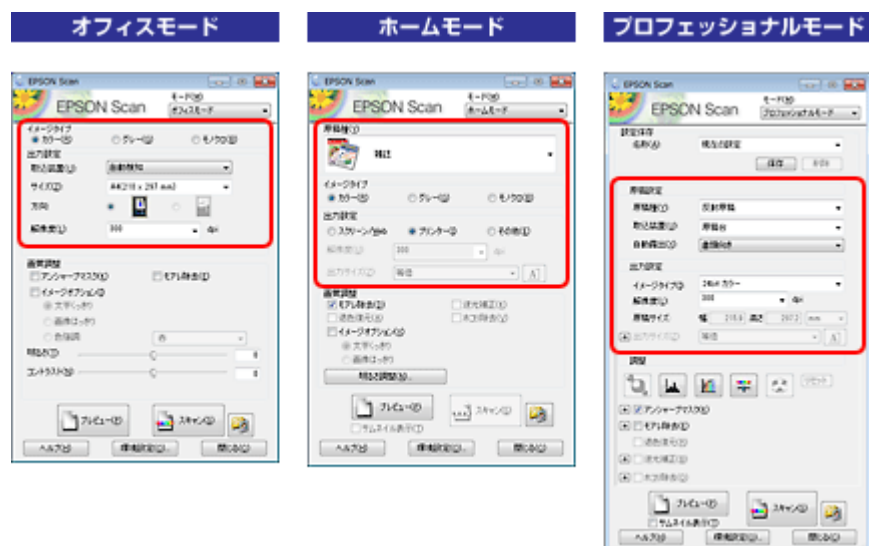 オフィスモード
ホームモード
プロフェッショナルモード
EPSON Scan
EPSON Scan
モード(M)
オフィスモード
イメージタイプ
カラー(S)
グレー(G)
モノクロ(B)
出力設定
取込装置(U)
自動検知
サイズ(Z)
A4(210 x 297 mm)
方向
解像度(L)
300
dpi
画質調整
アンシャープマスク(K)
モアレ除去(D)
イメージオプション(I)
文字くっきり
画像はっきり
色強調
明るさ(T)
0
コントラスト(N)
プレビュー(P)
スキャン(S)
ヘルプ(H)
環境設定(O)...
閉じる(C)
EPSON Scan
EPSON Scan
モード(M)
ホームモード
原稿種(Y)
雑誌
イメージタイプ
カラー(S)
グレー(G)
モノクロ(B)
出力設定
スクリーン/Web
プリンター(P)
その他(E)
解像度(L)
300
dpi
出力サイズ(Z)
等倍
画質調整
モアレ除去(D)
逆光補正(K)
退色復元(R)
ホコリ除去(V)
イメージオプション(I)
文字くっきり
画像はっきり
明るさ調整(N)...
プレビュー(P)
スキャン(S)
サムネイル表示(T)
ヘルプ(H)
環境設定(O)...
閉じる(C)
EPSON Scan
EPSON Scan
モード(M)
プロフェッショナルモード
設定保存
名称(A)
現在の設定
保存
削除
原稿設定
原稿種(Y)
反射原稿
取込装置(U)
原稿台
自動露出(X)
書類向き
出力設定
イメージタイプ(I)
24bit カラー
解像度(L)
300
dpi
原稿サイズ
幅
215.9
高さ
297.2
mm
出力サイズ(Z)
等倍
調整
リセット
アンシャープマスク(K)
モアレ除去(D)
退色復元(R)
逆光補正(B)
ホコリ除去(V)
プレビュー(P)
スキャン(S)
サムネイル表示(T)
ヘルプ(H)
環境設定(O)...
閉じる(C)